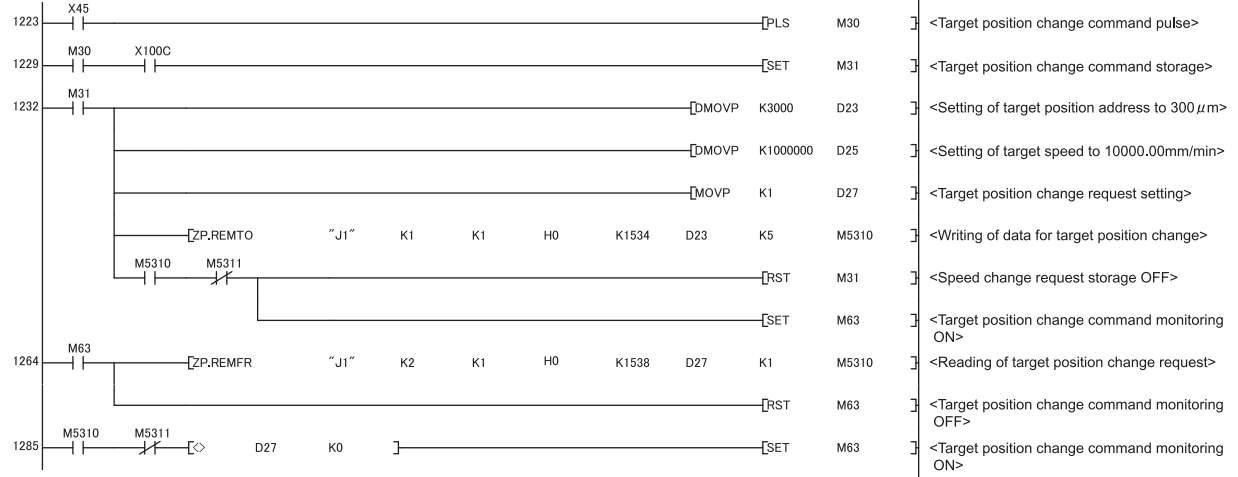 X45
1223 [PLS M30 ] <Target position change command pulse>
M30 X100C
1229 [SET M31 ] <Target position change command storage>
M31
1232 [DMOVP K3000 D23 ] <Setting of target position address to 300μm>
[DMOVP K1000000 D25 ] <Setting of target speed to 10000.00mm/min>
[MOVP K1 D27 ] <Target position change request setting>
[ZP.REMTO "J1" K1 K1 H0 K1534 D23 K5 M5310 ] <Writing of data for target position change>
M5310 M5311
[RST M31 ] <Speed change request storage OFF>
[SET M63 ] <Target position change command monitoring
ON>
M63
1264 [ZP.REMFR "J1" K2 K1 H0 K1538 D27 K1 M5310 ] <Reading of target position change request>
[RST M63 ] <Target position change command monitoring
OFF>
M5310 M5311
1285 [<> D27 K0 ] [SET M63 ] <Target position change command monitoring
ON>